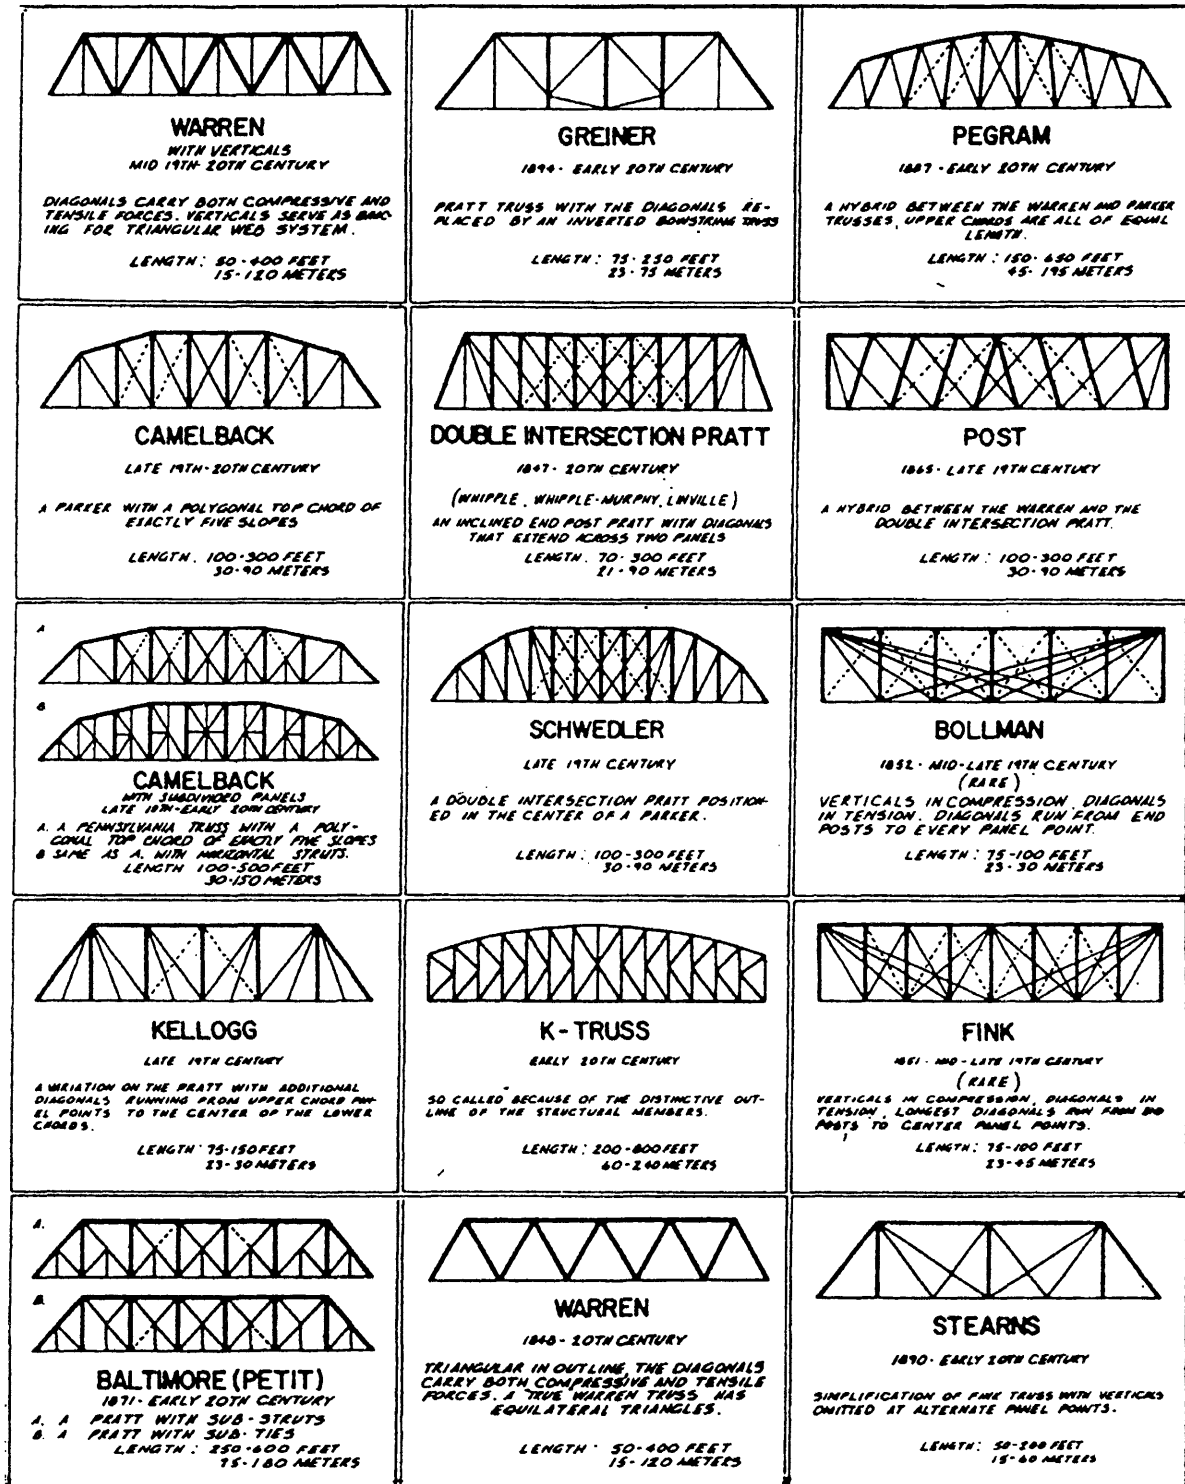 WARREN
WITH VERTICALS
MID 19TH-20TH CENTURY
DIAGONALS CARRY BOTH COMPRESSIVE AND
TENSILE FORCES. VERTICALS SERVE AS BRAC-
ING FOR TRIANGULAR WEB SYSTEM.
LENGTH: 50-400 FEET
15-120 METERS
GREINER
1894- EARLY 20TH CENTURY
PRATT TRUSS WITH THE DIAGONALS RE-
PLACED BY AN INVERTED BOWSTRING TRUSS
LENGTH: 75-250 FEET
23-75 METERS
PEGRAM
1887- EARLY 20TH CENTURY
A HYBRID BETWEEN THE WARREN AND PARKER
TRUSSES, UPPER CHORDS ARE ALL OF EQUAL
LENGTH.
LENGTH: 150-650 FEET
45-195 METERS
CAMELBACK
LATE 19TH-20TH CENTURY
A PARKER WITH A POLYGONAL TOP CHORD OF
EXACTLY FIVE SLOPES
LENGTH. 100-300 FEET
30-90 METERS
DOUBLE INTERSECTION PRATT
1847- 20TH CENTURY
(WHIPPLE, WHIPPLE-MURPHY, LINVILLE)
AN INCLINED END POST PRATT WITH DIAGONALS
THAT EXTEND ACROSS TWO PANELS
LENGTH. 70-300 FEET
21-90 METERS
POST
1865- LATE 19TH CENTURY
A HYBRID BETWEEN THE WARREN AND THE
DOUBLE INTERSECTION PRATT.
LENGTH: 100-300 FEET
30-90 METERS
A
B
CAMELBACK
WITH SUBDIVIDED PANELS
LATE 19TH-EARLY 20TH CENTURY
A. A PENNSYLVANIA TRUSS WITH A POLY-
GONAL TOP CHORD OF EXACTLY FIVE SLOPES
B SAME AS A. WITH HORIZONTAL STRUTS.
LENGTH 100-500 FEET
30-150 METERS
SCHWEDLER
LATE 19TH CENTURY
A DOUBLE INTERSECTION PRATT POSITION-
ED IN THE CENTER OF A PARKER.
LENGTH: 100-300 FEET
30-90 METERS
BOLLMAN
1852- MID-LATE 19TH CENTURY
(RARE)
VERTICALS IN COMPRESSION, DIAGONALS
IN TENSION. DIAGONALS RUN FROM END
POSTS TO EVERY PANEL POINT.
LENGTH: 75-100 FEET
23-30 METERS
KELLOGG
LATE 19TH CENTURY
A VARIATION ON THE PRATT WITH ADDITIONAL
DIAGONALS RUNNING FROM UPPER CHORD PAN-
EL POINTS TO THE CENTER OF THE LOWER
CHORDS.
LENGTH: 75-150 FEET
23-30 METERS
K-TRUSS
EARLY 20TH CENTURY
SO CALLED BECAUSE OF THE DISTINCTIVE OUT-
LINE OF THE STRUCTURAL MEMBERS.
LENGTH: 200-800 FEET
60-240 METERS
FINK
1851- MID-LATE 19TH CENTURY
(RARE)
VERTICALS IN COMPRESSION, DIAGONALS IN
TENSION, LONGEST DIAGONALS RUN FROM END
POSTS TO CENTER PANEL POINTS.
LENGTH: 75-100 FEET
23-45 METERS
A.
B.
BALTIMORE (PETIT)
1871- EARLY 20TH CENTURY
A. A PRATT WITH SUB-STRUTS
B. A PRATT WITH SUB-TIES
LENGTH: 250-600 FEET
75-180 METERS
WARREN
1848- 20TH CENTURY
TRIANGULAR IN OUTLINE, THE DIAGONALS
CARRY BOTH COMPRESSIVE AND TENSILE
FORCES. A TRUE WARREN TRUSS HAS
EQUILATERAL TRIANGLES.
LENGTH: 50-400 FEET
15-120 METERS
STEARNS
1890- EARLY 20TH CENTURY
SIMPLIFICATION OF FINK TRUSS WITH VERTICALS
OMITTED AT ALTERNATE PANEL POINTS.
LENGTH: 50-200 FEET
15-60 METERS